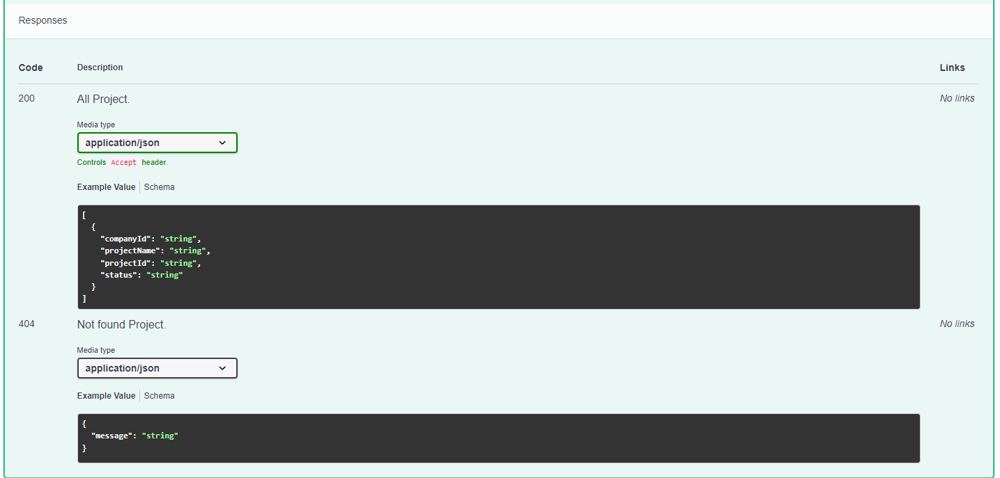 Responses
Code Description Links
200 All Project. No links
Media type
application/json
Controls Accept header.
Example Value Schema
[
  {
    "companyId": "string",
    "projectName": "string",
    "projectId": "string",
    "status": "string"
  }
]
404 Not found Project. No links
Media type
application/json
Example Value Schema
{
  "message": "string"
}